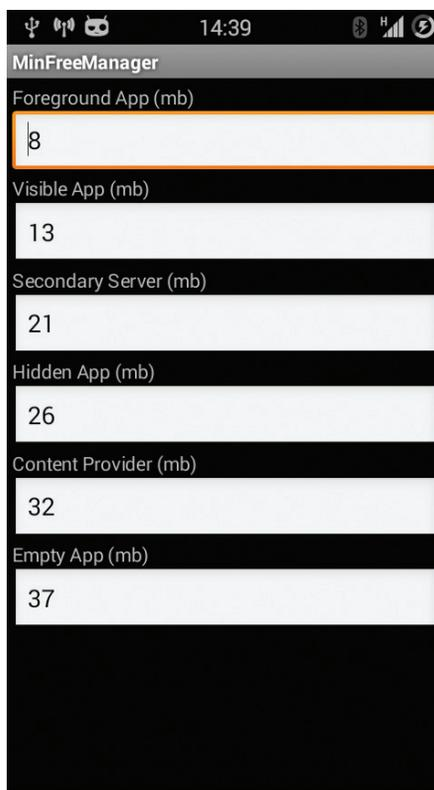 14:39
H
MinFreeManager
Foreground App (mb)
8
Visible App (mb)
13
Secondary Server (mb)
21
Hidden App (mb)
26
Content Provider (mb)
32
Empty App (mb)
37